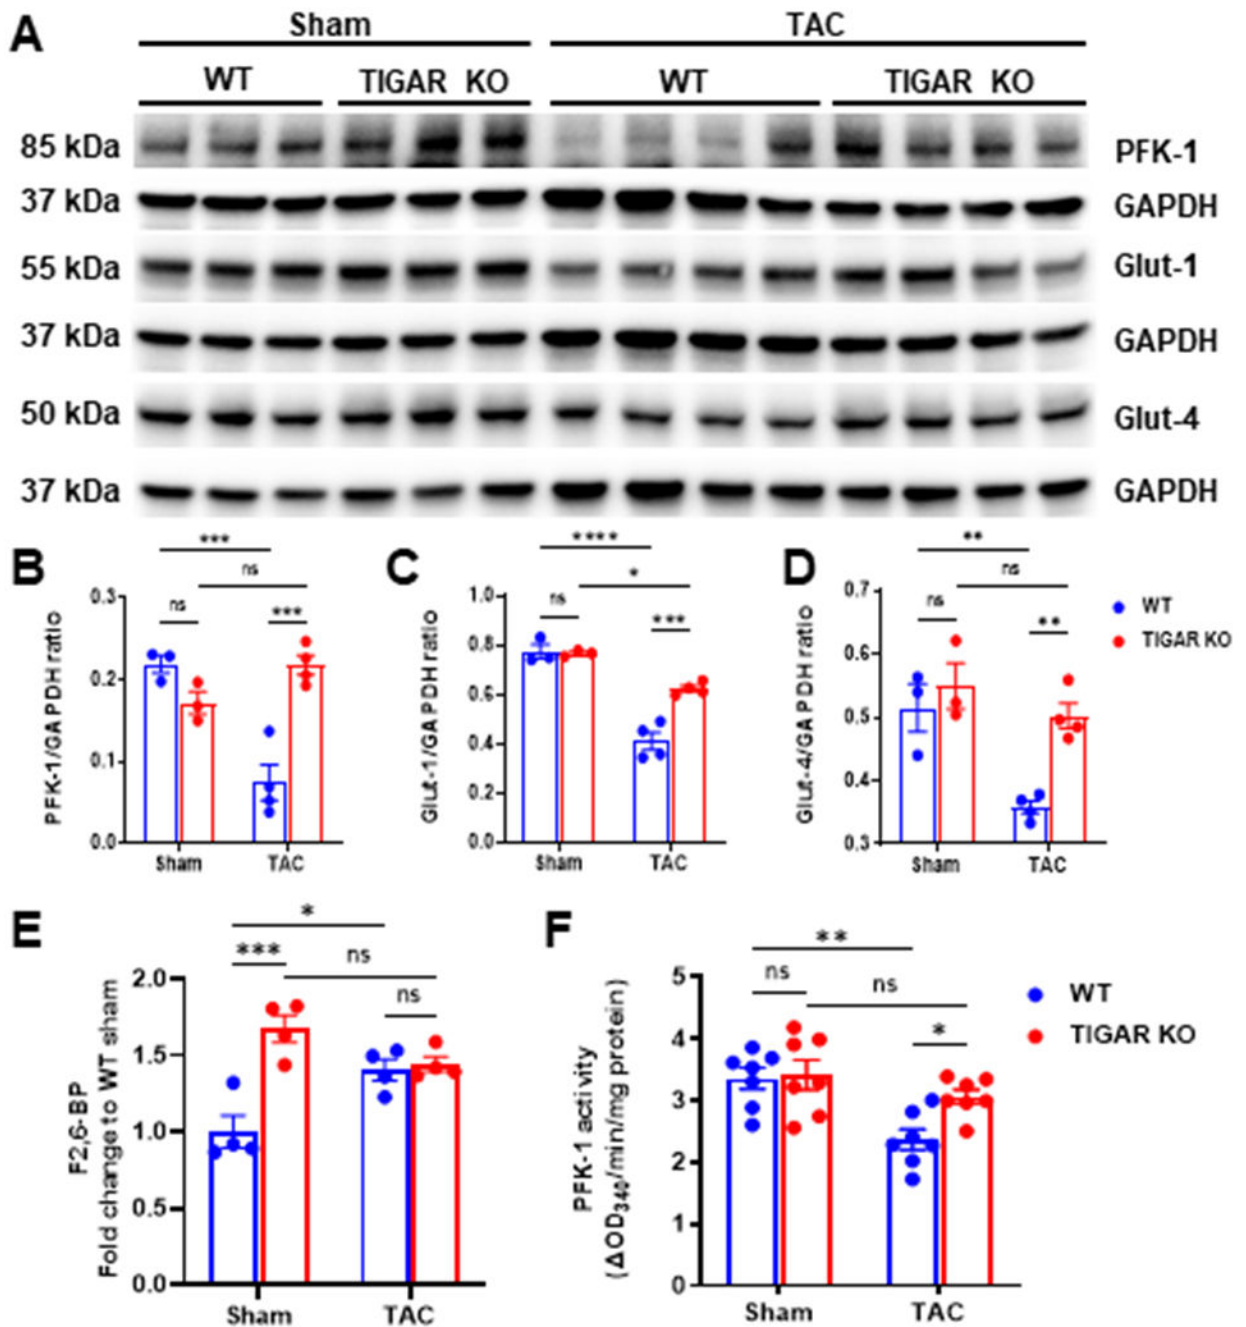 A
Sham TAC
WT TIGAR KO WT TIGAR KO
85 kDa PFK-1
37 kDa GAPDH
55 kDa Glut-1
37 kDa GAPDH
50 kDa Glut-4
37 kDa GAPDH
B
***
ns
ns
***
PFK-1/GAPDH ratio
0.3
0.2
0.1
0.0
Sham TAC
C
****
*
ns
***
Glut-1/GAPDH ratio
1.0
0.8
0.6
0.4
0.2
0.0
Sham TAC
D
**
ns
ns
**
Glut-4/GAPDH ratio
0.7
0.6
0.5
0.4
0.3
Sham TAC
WT
TIGAR KO
E
*
***
ns
ns
F2,6-BP
Fold change to WT sham
2.0
1.5
1.0
0.5
0.0
Sham TAC
F
**
ns
ns
*
PFK-1 activity
(ΔOD340/min/mg protein)
5
4
3
2
1
0
Sham TAC
WT
TIGAR KO